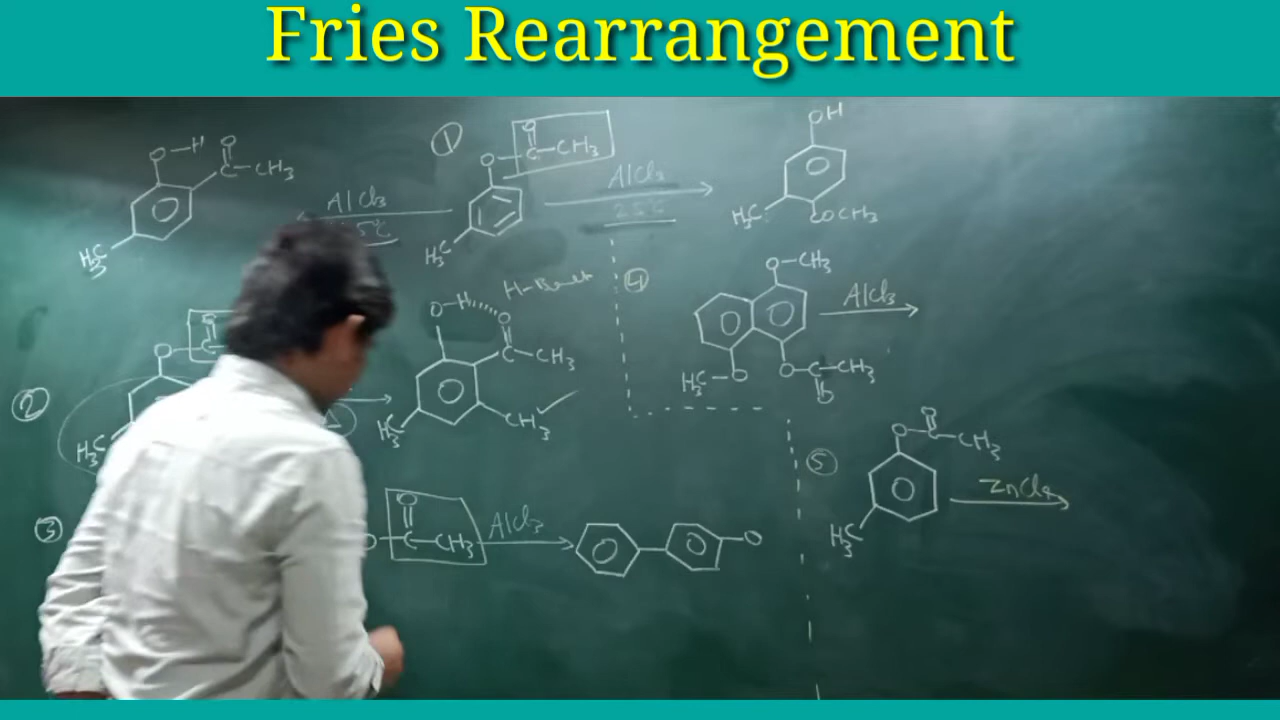 Fries Rearrangement
①
O-H O
C-CH3
AlCl3
H3C
O O
C-CH3
H3C
AlCl3
25°C
OH
H3C
COCH3
②
O
H3C
O-H O
H-Bond
C-CH3
H3C
CH3
④
O-CH3
H3C-O
O-C-CH3
O
AlCl3
③
O
O-C-CH3
AlCl3
O
⑤
O
O-C-CH3
H3C